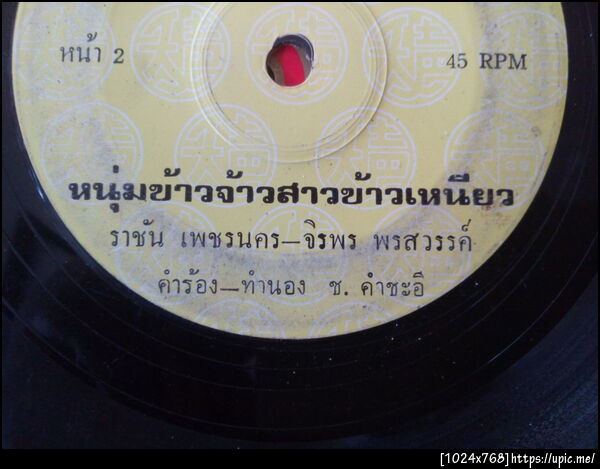 หน้า 2
45 RPM
หนุ่มข้าวจ้าวสาวข้าวเหนียว
ราชัน เพชรนคร—จิรพร พรสวรรค์
คำร้อง—ทำนอง ช. คำชะอี
[1024x768]https://upic.me/